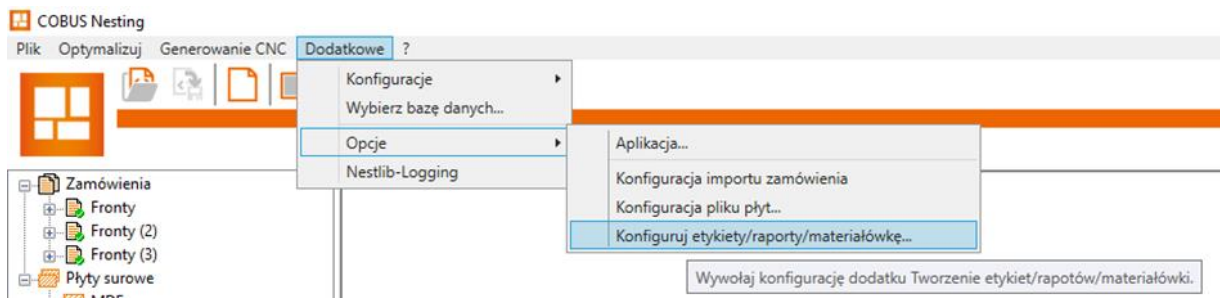 COBUS Nesting
Plik Optymalizuj Generowanie CNC Dodatkowe ?
Konfiguracje
Wybierz bazę danych...
Opcje
Nestlib-Logging
Aplikacja...
Konfiguracja importu zamówienia
Konfiguracja pliku płyt...
Konfiguruj etykiety/raporty/materiałówkę...
Wywołaj konfigurację dodatku Tworzenie etykiet/rapotów/materiałówki.
Zamówienia
Fronty
Fronty (2)
Fronty (3)
Płyty surowe